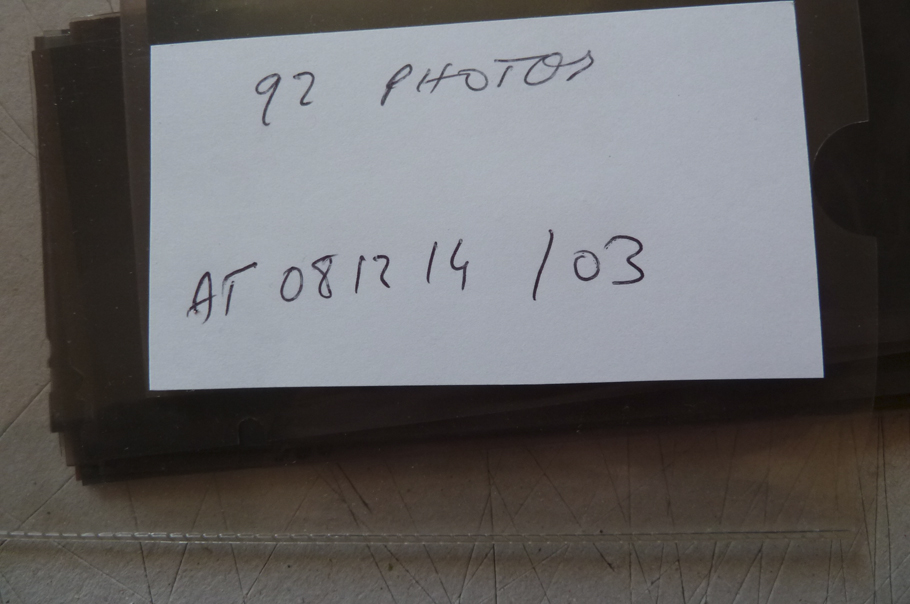 92 PHOTOS
AT 081214 /03